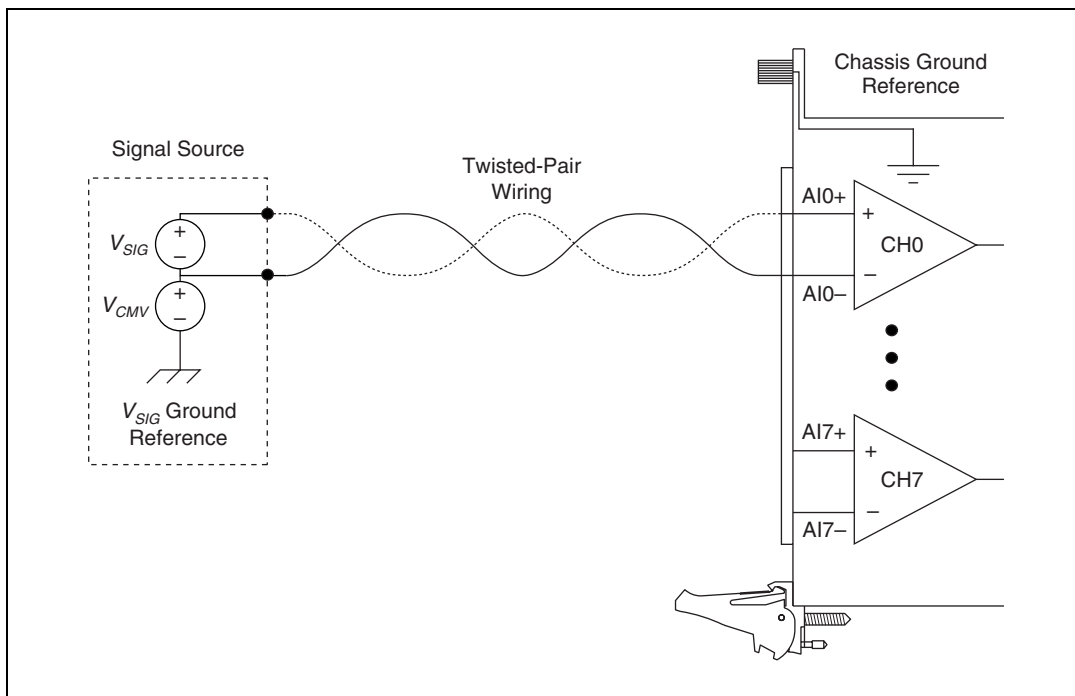 Chassis Ground
Reference
Signal Source
Twisted-Pair
Wiring
AI0+
+
+
V_SIG
CH0
–
–
AI0–
+
V_CMV
–
V_SIG Ground
Reference
AI7+
+
CH7
–
AI7–